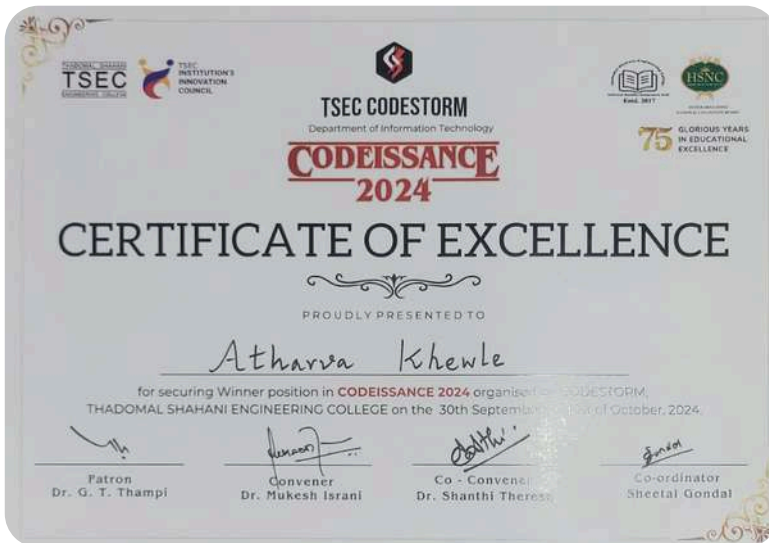 THADOMAL SHAHANI
TSEC
ENGINEERING COLLEGE
TSEC
INSTITUTION'S
INNOVATION
COUNCIL
TSEC CODESTORM
Department of Information Technology
Estd. 2017
HSNC
75 GLORIOUS YEARS
IN EDUCATIONAL
EXCELLENCE
CODEISSANCE
2024
CERTIFICATE OF EXCELLENCE
PROUDLY PRESENTED TO
Atharva Khewle
for securing Winner position in CODEISSANCE 2024 organised CODESTORM,
THADOMAL SHAHANI ENGINEERING COLLEGE on the 30th of October, 2024.
Patron
Dr. G. T. Thampi
Convener
Dr. Mukesh Israni
Co - Convener
Dr. Shanthi Therese
Co-ordinator
Sheetal Gondal